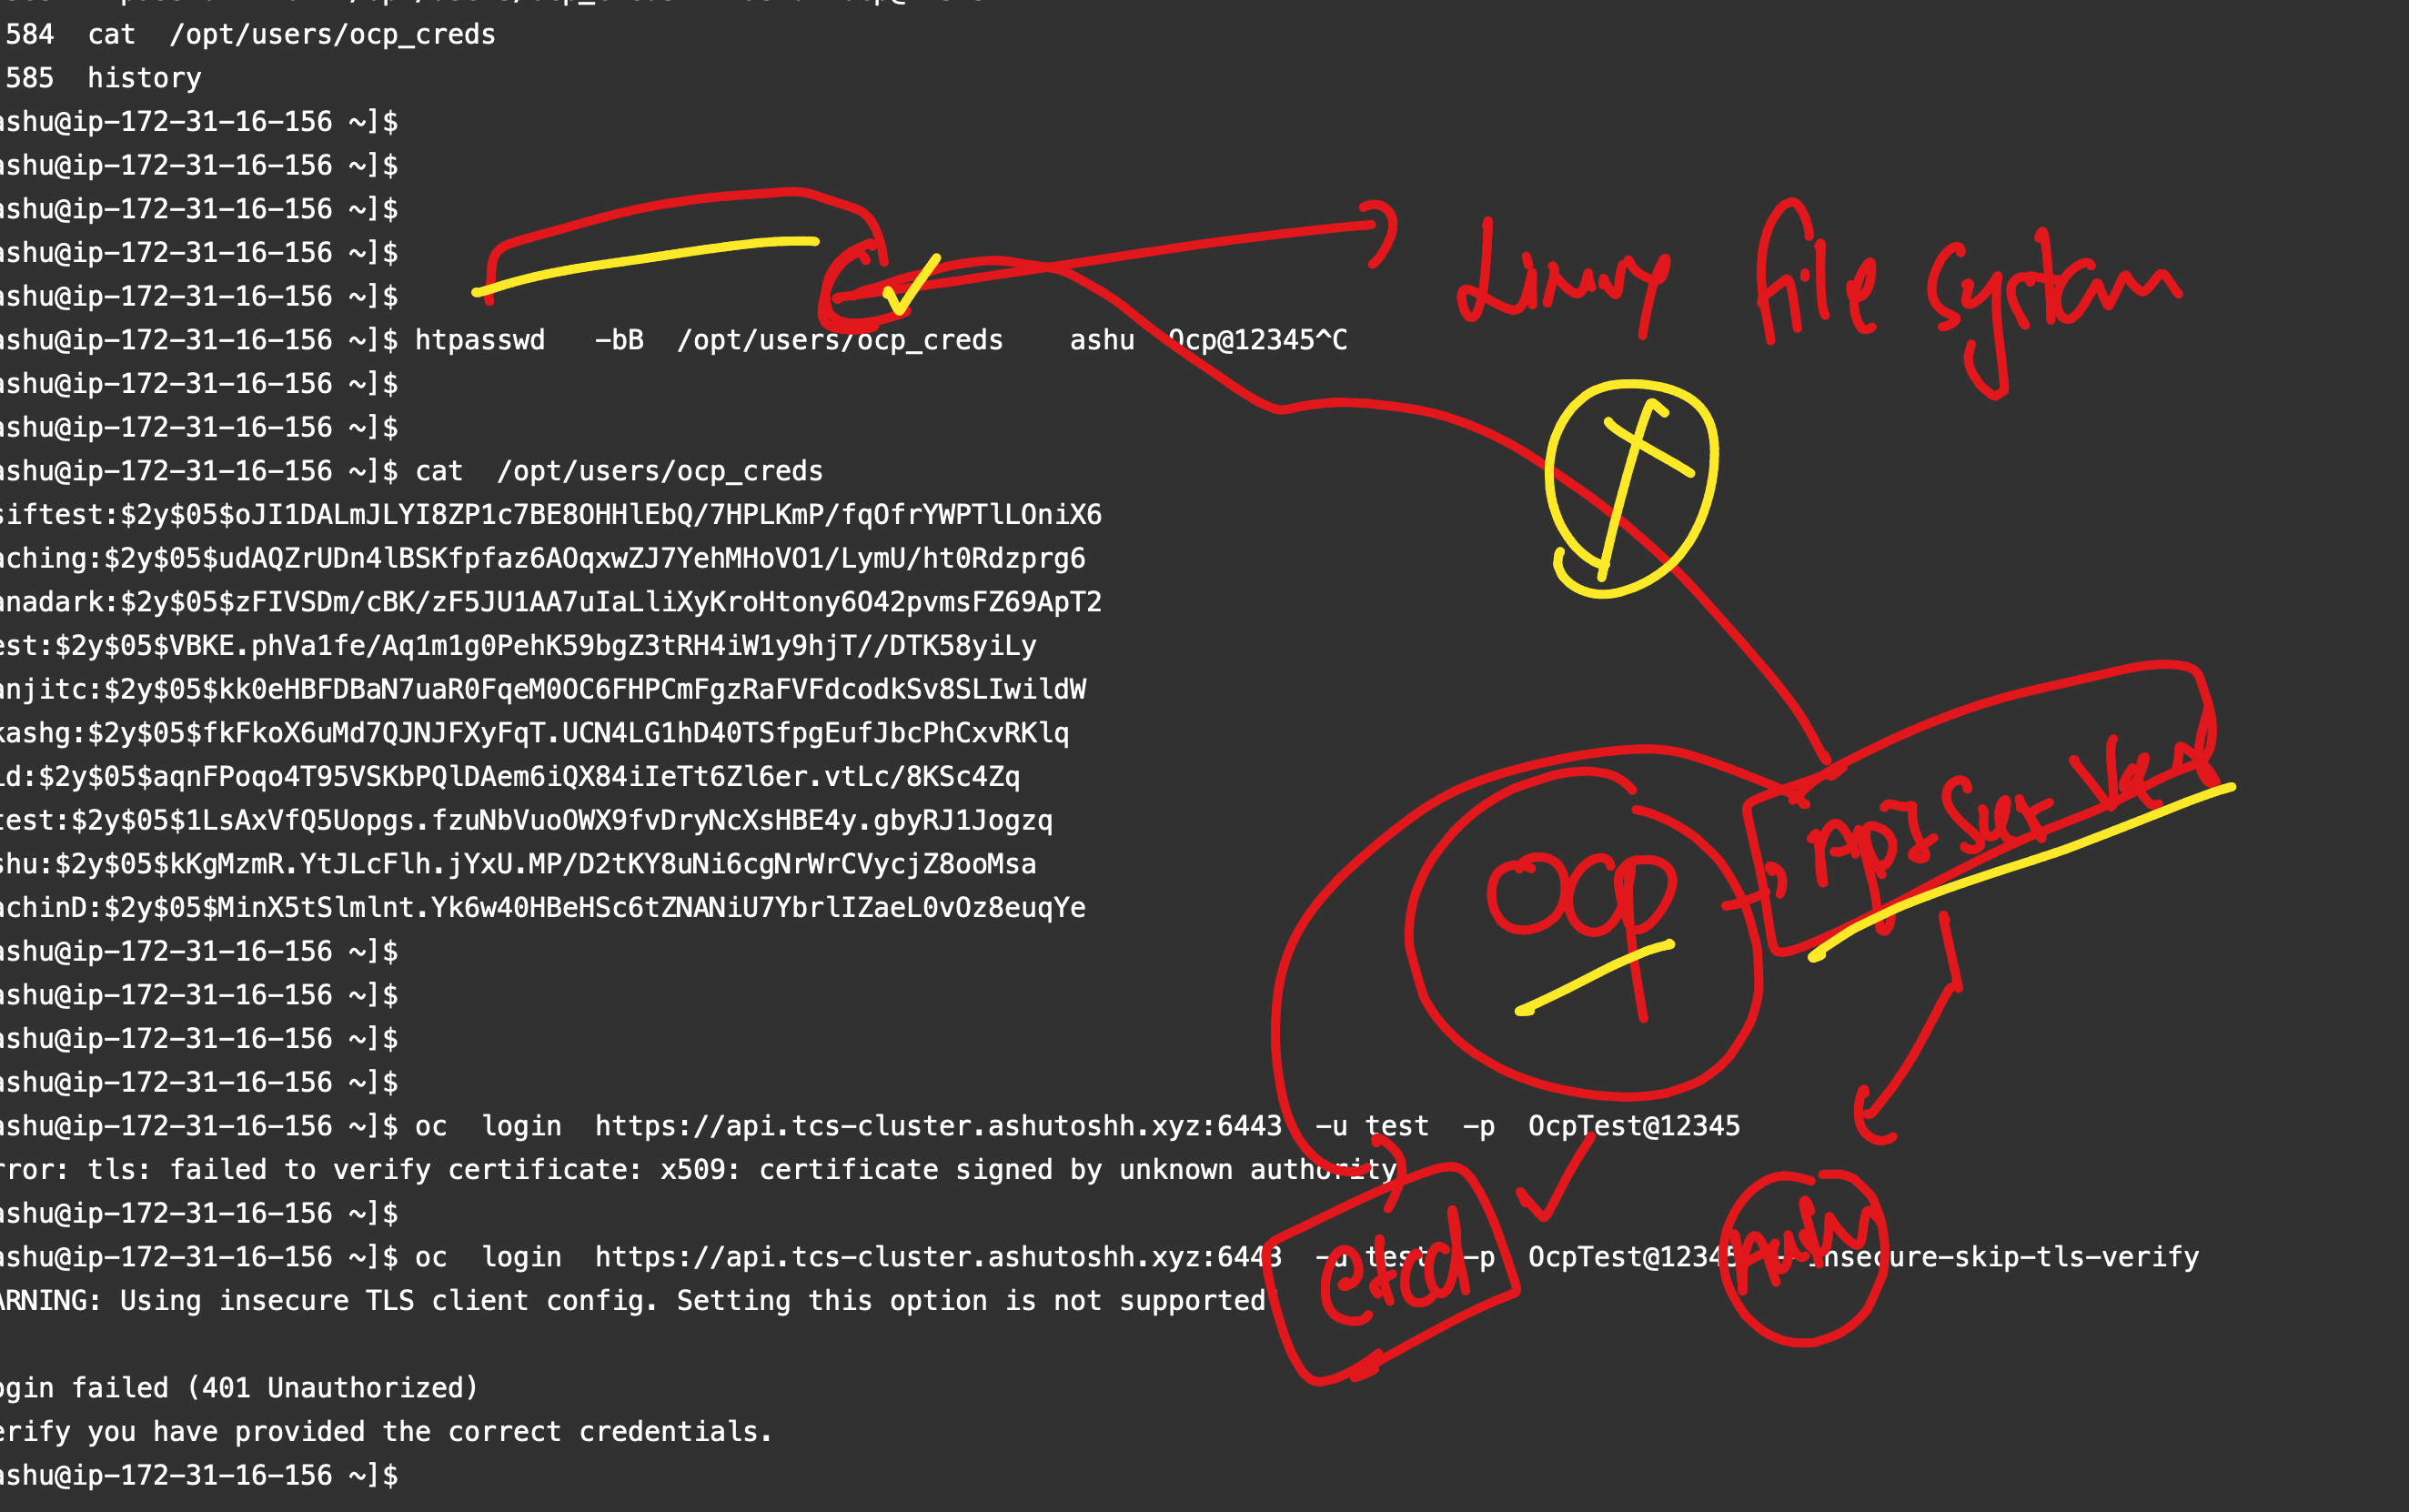 584  cat  /opt/users/ocp_creds
585  history
ashu@ip-172-31-16-156 ~]$
ashu@ip-172-31-16-156 ~]$
ashu@ip-172-31-16-156 ~]$
ashu@ip-172-31-16-156 ~]$
ashu@ip-172-31-16-156 ~]$
Linux file system
ashu@ip-172-31-16-156 ~]$ htpasswd   -bB  /opt/users/ocp_creds    ashu  Ocp@12345^C
ashu@ip-172-31-16-156 ~]$
ashu@ip-172-31-16-156 ~]$
ashu@ip-172-31-16-156 ~]$ cat  /opt/users/ocp_creds
siftest:$2y$05$oJI1DALmJLYI8ZP1c7BE8OHHlEbQ/7HPLKmP/fqOfrYWPTlLOniX6
aching:$2y$05$udAQZrUDn4lBSKfpfaz6AOqxwZJ7YehMHoVO1/LymU/ht0Rdzprg6
anadark:$2y$05$zFIVSDm/cBK/zF5JU1AA7uIaLliXyKroHtony6O42pvmsFZ69ApT2
est:$2y$05$VBKE.phVa1fe/Aq1m1g0PehK59bgZ3tRH4iW1y9hjT//DTK58yiLy
anjitc:$2y$05$kk0eHBFDBaN7uaR0FqeM0OC6FHPCmFgzRaFVFdcodkSv8SLIwildW
kashg:$2y$05$fkFkoX6uMd7QJNJFXyFqT.UCN4LG1hD40TSfpgEufJbcPhCxvRKlq
ld:$2y$05$aqnFPoqo4T95VSKbPQlDAem6iQX84iIeTt6Zl6er.vtLc/8KSc4Zq
test:$2y$05$1LsAxVfQ5Uopgs.fzuNbVuoOWX9fvDryNcXsHBE4y.gbyRJ1Jogzq
shu:$2y$05$kKgMzmR.YtJLcFlh.jYxU.MP/D2tKY8uNi6cgNrWrCVycjZ8ooMsa
achinD:$2y$05$MinX5tSlmlnt.Yk6w40HBeHSc6tZNANiU7YbrlIZaeL0vOz8euqYe
OCP
ashu@ip-172-31-16-156 ~]$
ashu@ip-172-31-16-156 ~]$
ashu@ip-172-31-16-156 ~]$
ashu@ip-172-31-16-156 ~]$
ashu@ip-172-31-16-156 ~]$ oc  login  https://api.tcs-cluster.ashutoshh.xyz:6443  -u test  -p  OcpTest@12345
rror: tls: failed to verify certificate: x509: certificate signed by unknown authority
ashu@ip-172-31-16-156 ~]$
ashu@ip-172-31-16-156 ~]$ oc  login  https://api.tcs-cluster.ashutoshh.xyz:6443  -u test  -p  OcpTest@12345  --insecure-skip-tls-verify
etcd
Auth
ARNING: Using insecure TLS client config. Setting this option is not supported!
ogin failed (401 Unauthorized)
erify you have provided the correct credentials.
ashu@ip-172-31-16-156 ~]$